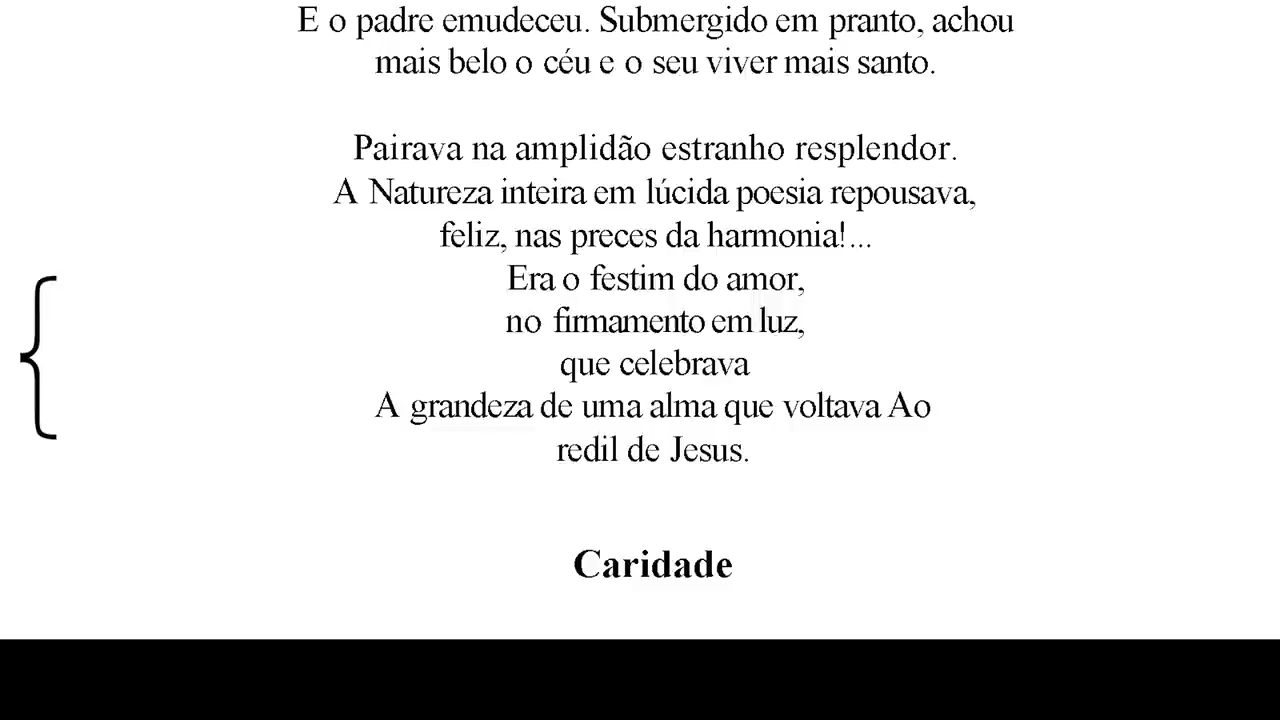 E o padre emudeceu. Submergido em pranto, achou
mais belo o céu e o seu viver mais santo.
Pairava na amplidão estranho resplendor.
A Natureza inteira em lúcida poesia repousava,
feliz, nas preces da harmonia!...
Era o festim do amor,
no firmamento em luz,
que celebrava
A grandeza de uma alma que voltava Ao
redil de Jesus.
Caridade